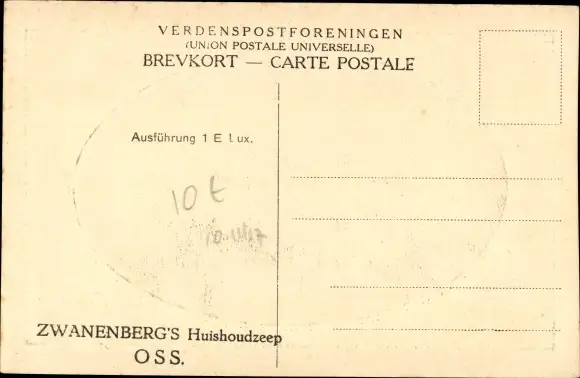 VERDENSPOSTFORENINGEN
(UNION POSTALE UNIVERSELLE)
BREVKORT — CARTE POSTALE
Ausführung 1 E Lux.
10 t
ZWANENBERG'S Huishoudzeep
OSS.